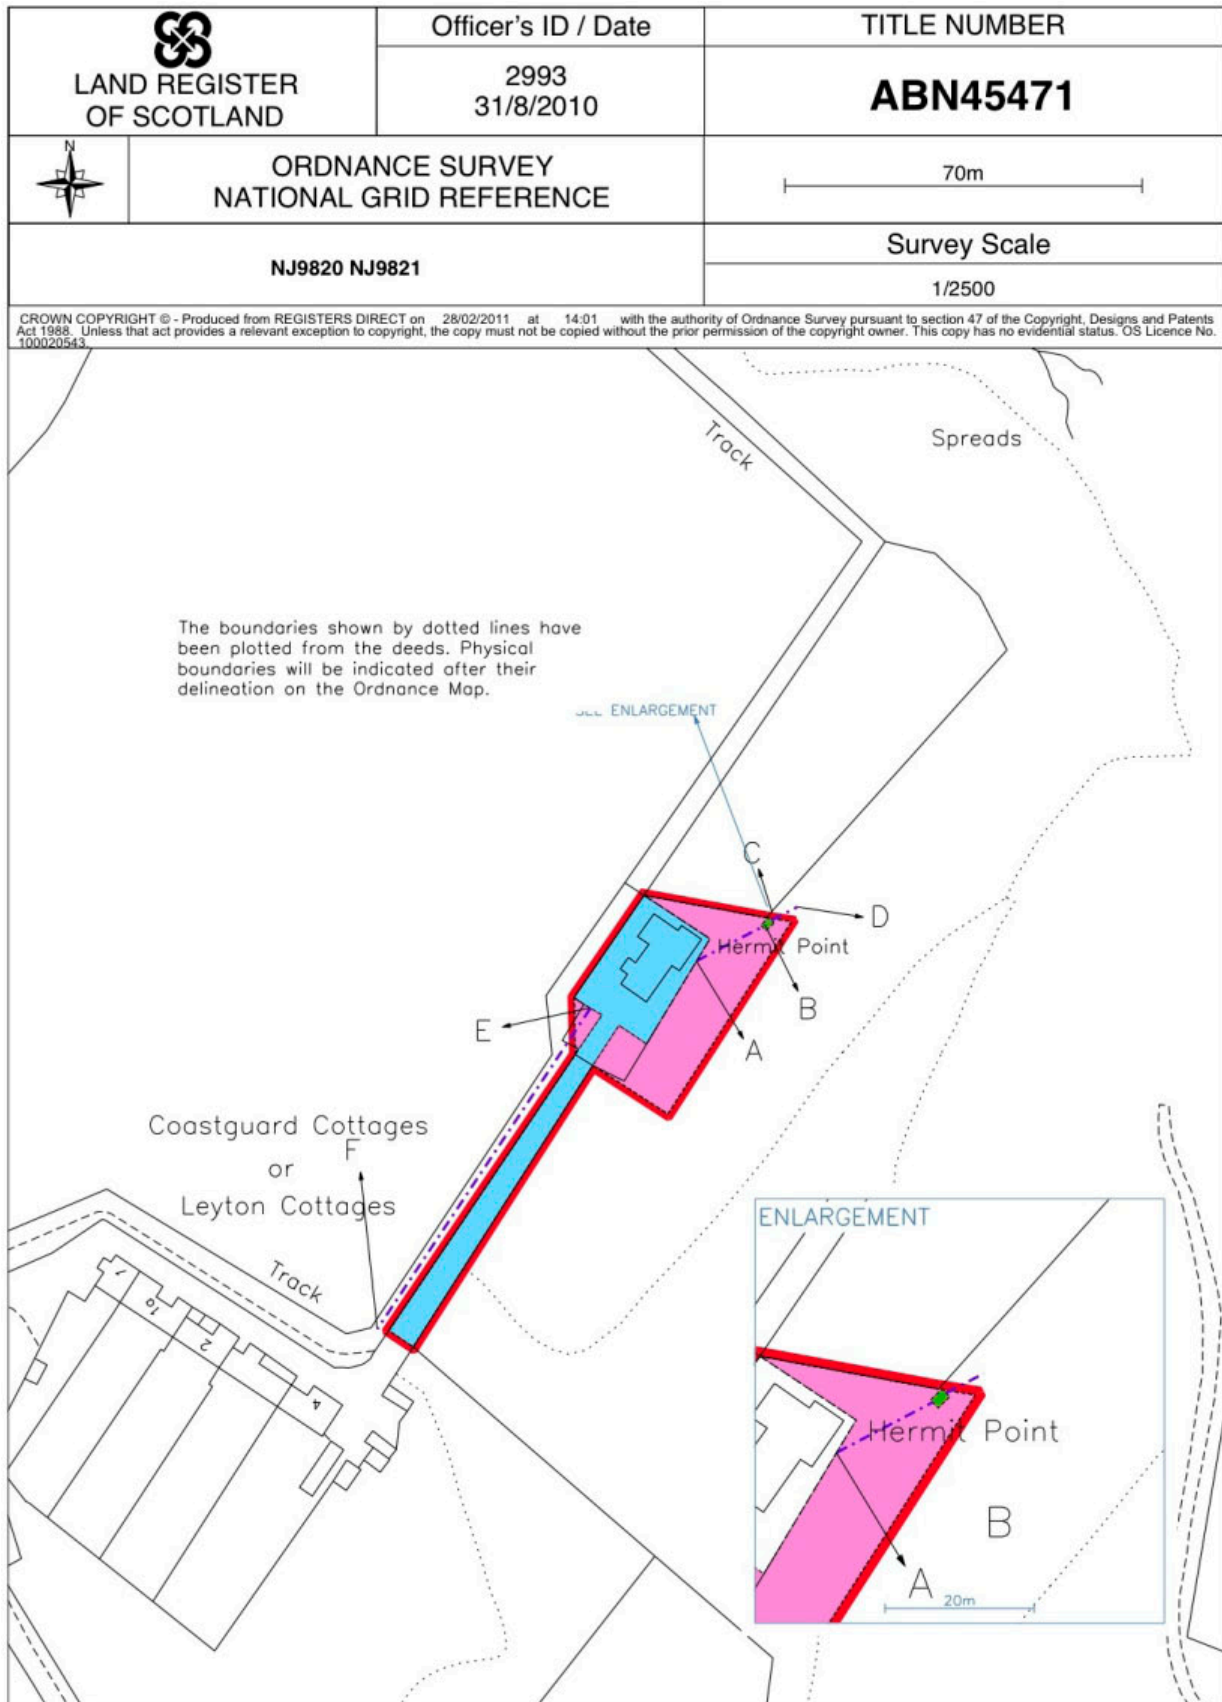 LAND REGISTER
OF SCOTLAND
Officer's ID / Date
2993
31/8/2010
TITLE NUMBER
ABN45471
N
ORDNANCE SURVEY
NATIONAL GRID REFERENCE
70m
NJ9820 NJ9821
Survey Scale
1/2500
CROWN COPYRIGHT © - Produced from REGISTERS DIRECT on 28/02/2011 at 14:01 with the authority of Ordnance Survey pursuant to section 47 of the Copyright, Designs and Patents
Act 1988. Unless that act provides a relevant exception to copyright, the copy must not be copied without the prior permission of the copyright owner. This copy has no evidential status. OS Licence No.
100020543.
Track
Spreads
The boundaries shown by dotted lines have
been plotted from the deeds. Physical
boundaries will be indicated after their
delineation on the Ordnance Map.
SEE ENLARGEMENT
C
D
Hermit Point
B
E
A
Coastguard Cottages
F
or
Leyton Cottages
Track
1
1a
2
4
ENLARGEMENT
Hermit Point
B
A
20m